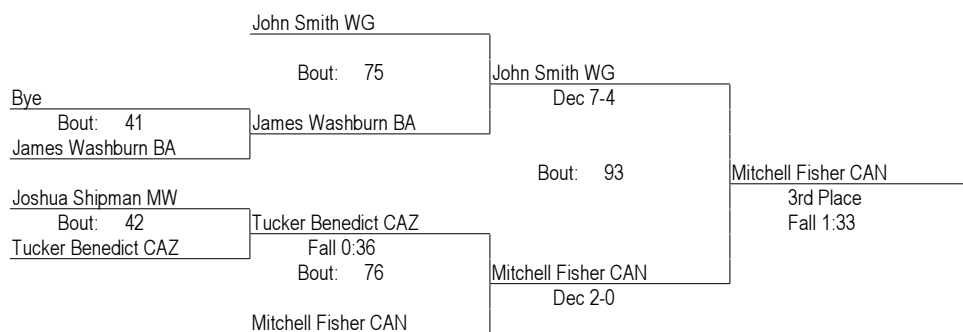 John Smith WG
Bout: 75
John Smith WG
Dec 7-4
Bye
Bout: 41
James Washburn BA
James Washburn BA
Bout: 93
Mitchell Fisher CAN
3rd Place
Fall 1:33
Joshua Shipman MW
Bout: 42
Tucker Benedict CAZ
Tucker Benedict CAZ
Fall 0:36
Bout: 76
Mitchell Fisher CAN
Dec 2-0
Mitchell Fisher CAN